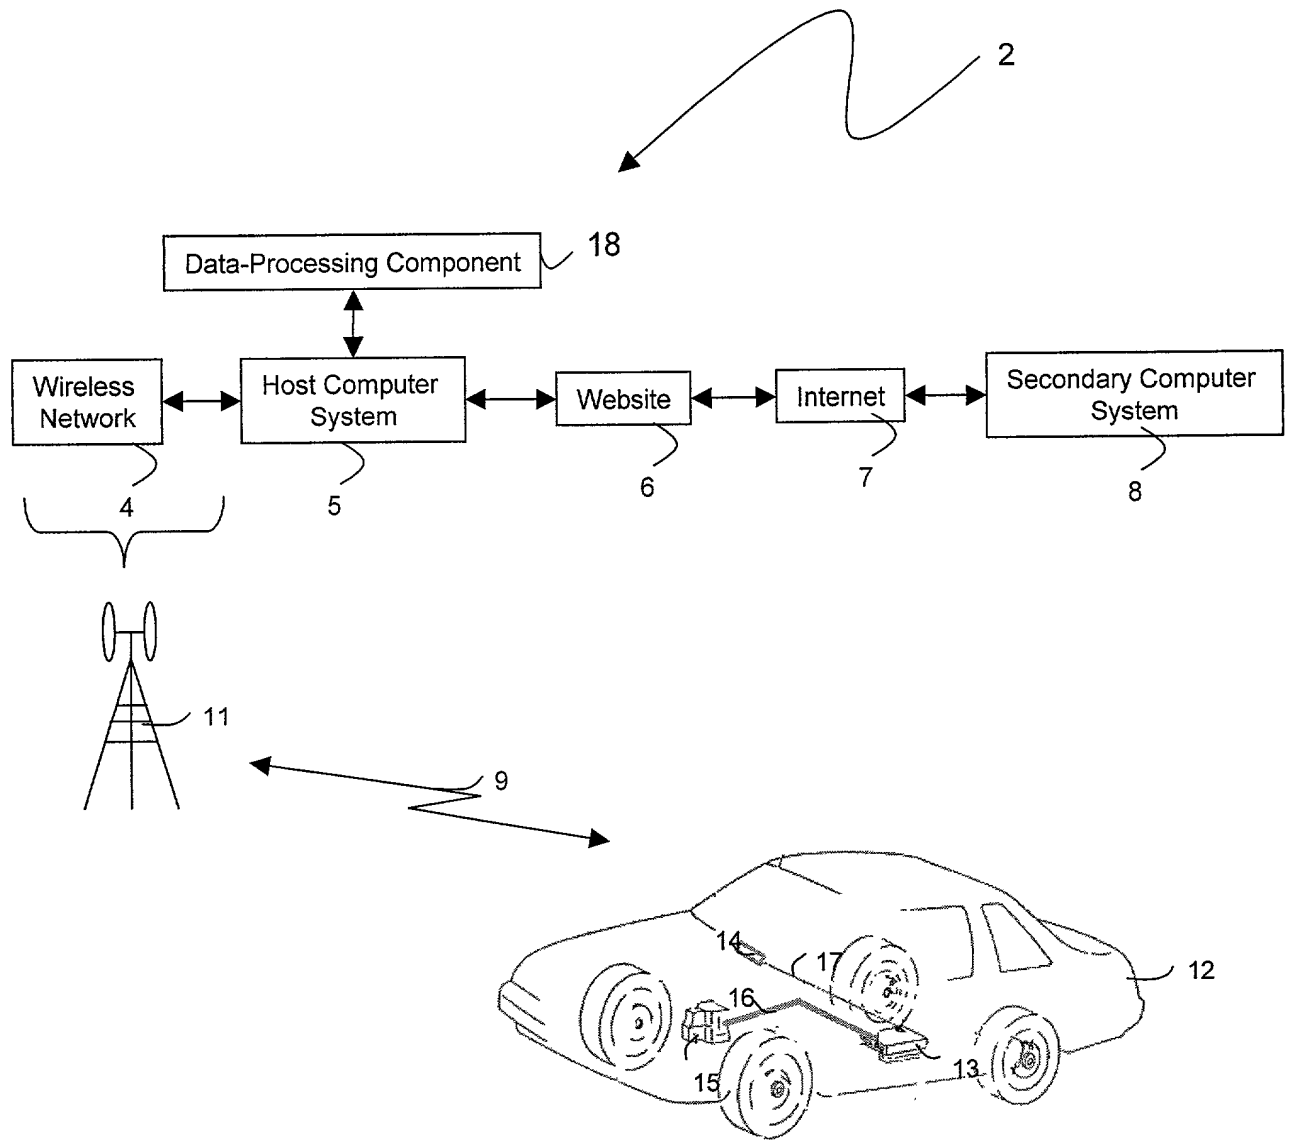 2
Data-Processing Component
18
Wireless
Network
Host Computer
System
Website
Internet
Secondary Computer
System
4
5
6
7
8
11
9
14
17
12
16
15
13